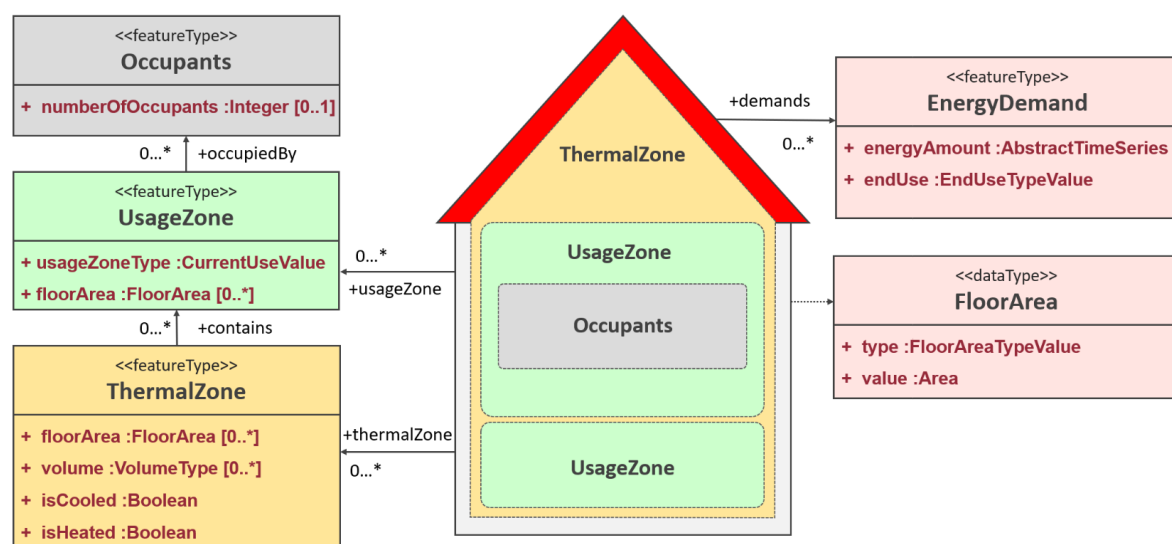 <<featureType>>
Occupants
+ numberOfOccupants :Integer [0..1]
0...*
+occupiedBy
<<featureType>>
UsageZone
+ usageZoneType :CurrentUseValue
+ floorArea :FloorArea [0..*]
0...*
+contains
<<featureType>>
ThermalZone
+ floorArea :FloorArea [0..*]
+ volume :VolumeType [0..*]
+ isCooled :Boolean
+ isHeated :Boolean
0...*
+usageZone
+thermalZone
0...*
ThermalZone
UsageZone
Occupants
UsageZone
+demands
0...*
<<featureType>>
EnergyDemand
+ energyAmount :AbstractTimeSeries
+ endUse :EndUseTypeValue
<<dataType>>
FloorArea
+ type :FloorAreaTypeValue
+ value :Area